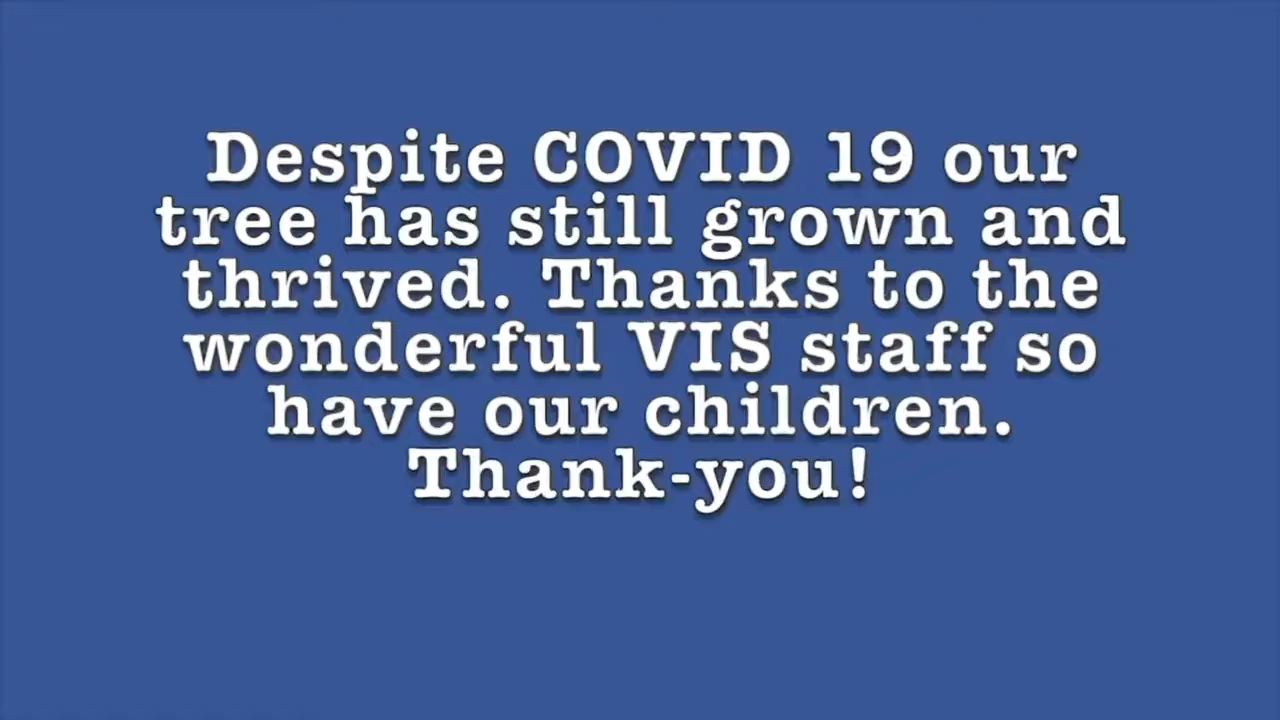 Despite COVID 19 our
tree has still grown and
thrived. Thanks to the
wonderful VIS staff so
have our children.
Thank-you!